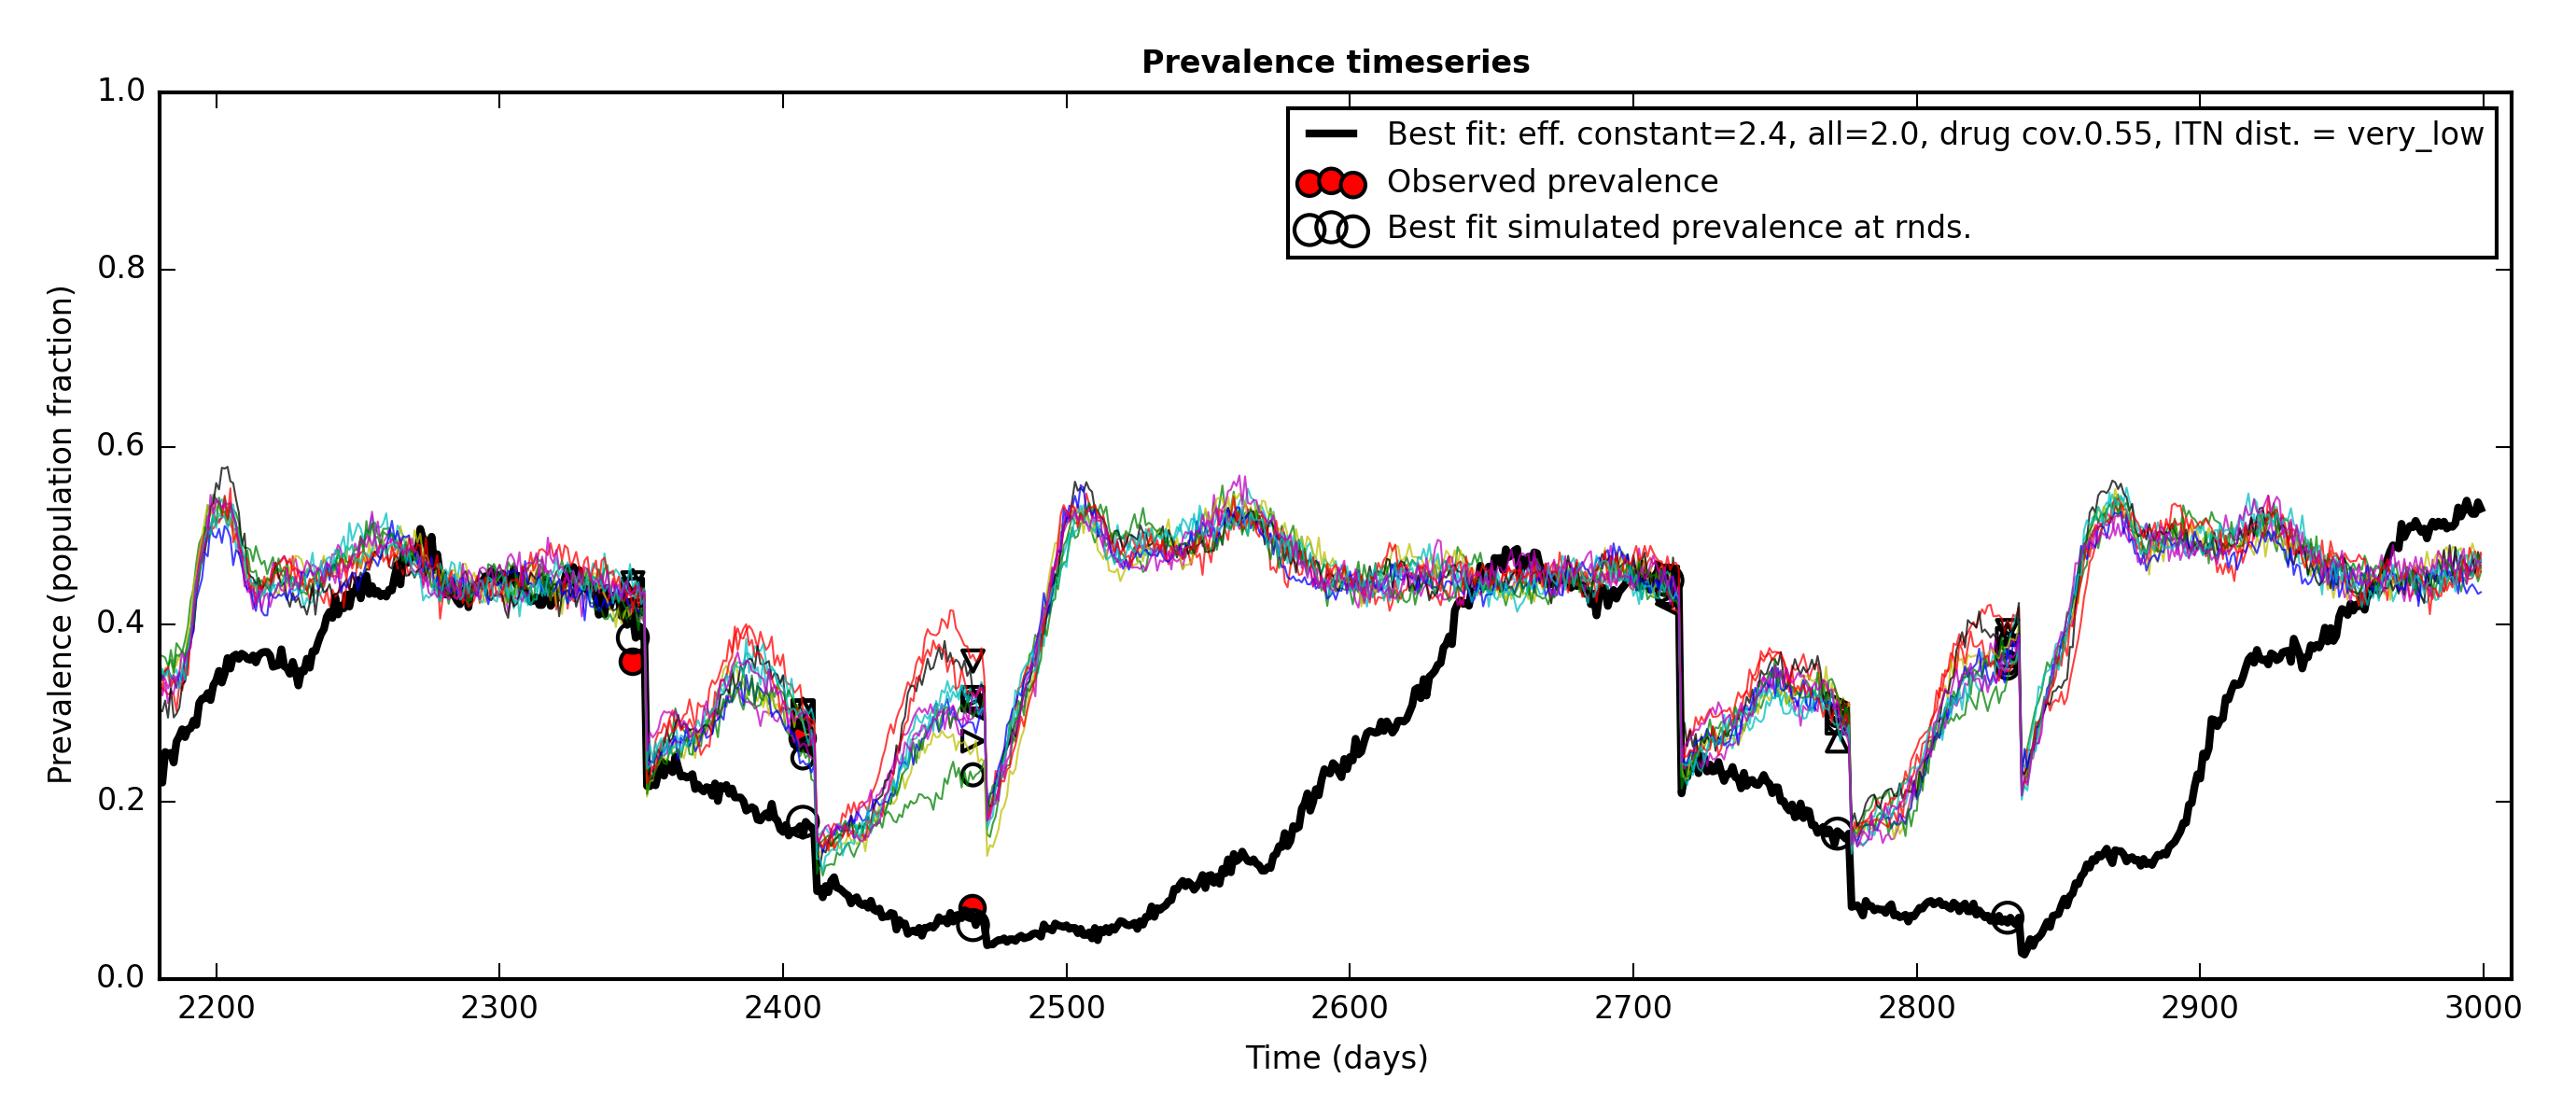 Prevalence timeseries
1.0
0.8
0.6
0.4
0.2
0.0
Prevalence (population fraction)
Best fit: eff. constant=2.4, all=2.0, drug cov.0.55, ITN dist. = very_low
Observed prevalence
Best fit simulated prevalence at rnds.
2200 2300 2400 2500 2600 2700 2800 2900 3000
Time (days)